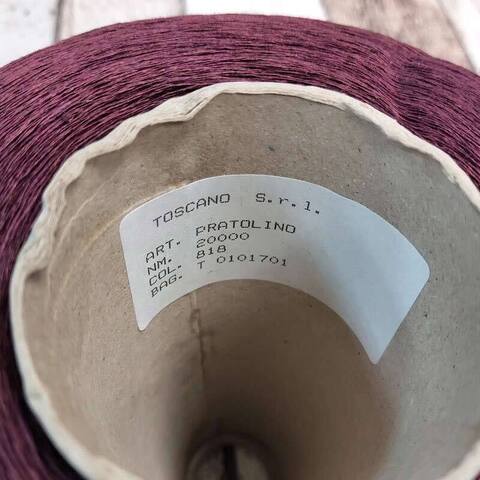 TOSCANO S.r.l.
ART. PRATOLINO
NM. 20000
COL. 818
BAG. T 0101701